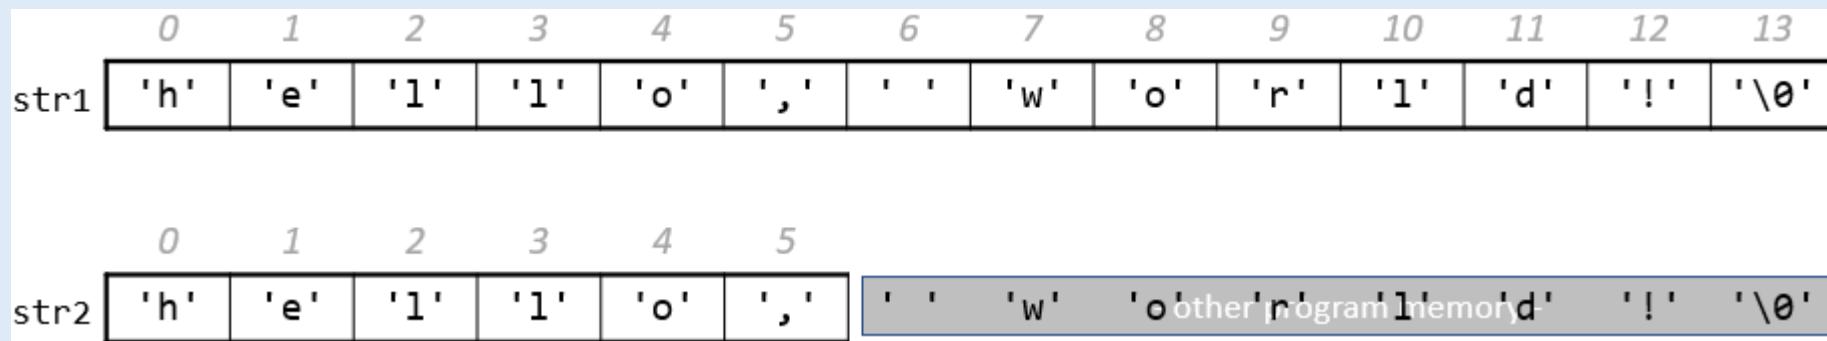 0 1 2 3 4 5 6 7 8 9 10 11 12 13
str1 'h' 'e' 'l' 'l' 'o' ',' ' ' 'w' 'o' 'r' 'l' 'd' '!' '\0'
0 1 2 3 4 5
str2 'h' 'e' 'l' 'l' 'o' ',' ' ' 'w' 'o' 'r' 'l' 'd' '!' '\0'
other program memory -